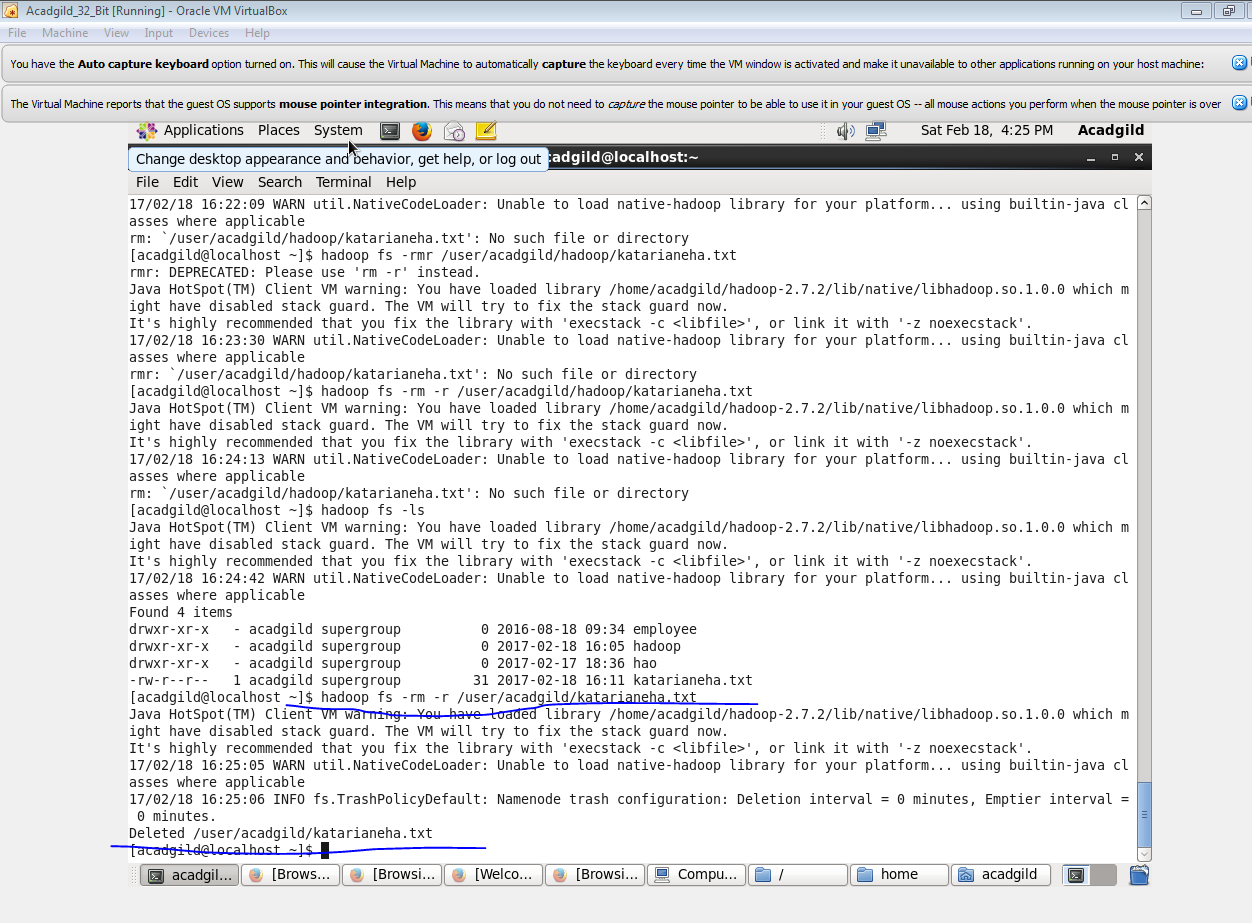 Acadgild_32_Bit [Running] - Oracle VM VirtualBox
File Machine View Input Devices Help
You have the Auto capture keyboard option turned on. This will cause the Virtual Machine to automatically capture the keyboard every time the VM window is activated and make it unavailable to other applications running on your host machine:
The Virtual Machine reports that the guest OS supports mouse pointer integration. This means that you do not need to capture the mouse pointer to be able to use it in your guest OS -- all mouse actions you perform when the mouse pointer is over
Applications Places System Sat Feb 18, 4:25 PM Acadgild
Change desktop appearance and behavior, get help, or log out
cadgild@localhost:~
File Edit View Search Terminal Help
17/02/18 16:22:09 WARN util.NativeCodeLoader: Unable to load native-hadoop library for your platform... using builtin-java cl
asses where applicable
rm: `/user/acadgild/hadoop/katarianeha.txt': No such file or directory
[acadgild@localhost ~]$ hadoop fs -rmr /user/acadgild/hadoop/katarianeha.txt
rmr: DEPRECATED: Please use 'rm -r' instead.
Java HotSpot(TM) Client VM warning: You have loaded library /home/acadgild/hadoop-2.7.2/lib/native/libhadoop.so.1.0.0 which m
ight have disabled stack guard. The VM will try to fix the stack guard now.
It's highly recommended that you fix the library with 'execstack -c <libfile>', or link it with '-z noexecstack'.
17/02/18 16:23:30 WARN util.NativeCodeLoader: Unable to load native-hadoop library for your platform... using builtin-java cl
asses where applicable
rmr: `/user/acadgild/hadoop/katarianeha.txt': No such file or directory
[acadgild@localhost ~]$ hadoop fs -rm -r /user/acadgild/hadoop/katarianeha.txt
Java HotSpot(TM) Client VM warning: You have loaded library /home/acadgild/hadoop-2.7.2/lib/native/libhadoop.so.1.0.0 which m
ight have disabled stack guard. The VM will try to fix the stack guard now.
It's highly recommended that you fix the library with 'execstack -c <libfile>', or link it with '-z noexecstack'.
17/02/18 16:24:13 WARN util.NativeCodeLoader: Unable to load native-hadoop library for your platform... using builtin-java cl
asses where applicable
rm: `/user/acadgild/hadoop/katarianeha.txt': No such file or directory
[acadgild@localhost ~]$ hadoop fs -ls
Java HotSpot(TM) Client VM warning: You have loaded library /home/acadgild/hadoop-2.7.2/lib/native/libhadoop.so.1.0.0 which m
ight have disabled stack guard. The VM will try to fix the stack guard now.
It's highly recommended that you fix the library with 'execstack -c <libfile>', or link it with '-z noexecstack'.
17/02/18 16:24:42 WARN util.NativeCodeLoader: Unable to load native-hadoop library for your platform... using builtin-java cl
asses where applicable
Found 4 items
drwxr-xr-x   - acadgild supergroup          0 2016-08-18 09:34 employee
drwxr-xr-x   - acadgild supergroup          0 2017-02-18 16:05 hadoop
drwxr-xr-x   - acadgild supergroup          0 2017-02-17 18:36 hao
-rw-r--r--   1 acadgild supergroup         31 2017-02-18 16:11 katarianeha.txt
[acadgild@localhost ~]$ hadoop fs -rm -r /user/acadgild/katarianeha.txt
Java HotSpot(TM) Client VM warning: You have loaded library /home/acadgild/hadoop-2.7.2/lib/native/libhadoop.so.1.0.0 which m
ight have disabled stack guard. The VM will try to fix the stack guard now.
It's highly recommended that you fix the library with 'execstack -c <libfile>', or link it with '-z noexecstack'.
17/02/18 16:25:05 WARN util.NativeCodeLoader: Unable to load native-hadoop library for your platform... using builtin-java cl
asses where applicable
17/02/18 16:25:06 INFO fs.TrashPolicyDefault: Namenode trash configuration: Deletion interval = 0 minutes, Emptier interval =
 0 minutes.
Deleted /user/acadgild/katarianeha.txt
[acadgild@localhost ~]$
acadgil... [Brows... [Browsi... [Welco... [Browsi... Compu... / home acadgild